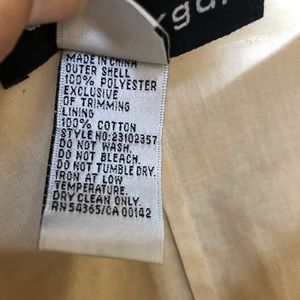 MADE IN CHINA
OUTER SHELL
100% POLYESTER
EXCLUSIVE
OF TRIMMING
LINING
100% COTTON
STYLE NO:23102357
DO NOT WASH.
DO NOT BLEACH.
DO NOT TUMBLE DRY.
IRON AT LOW
TEMPERATURE.
DRY CLEAN ONLY.
RN 54365/CA 00142